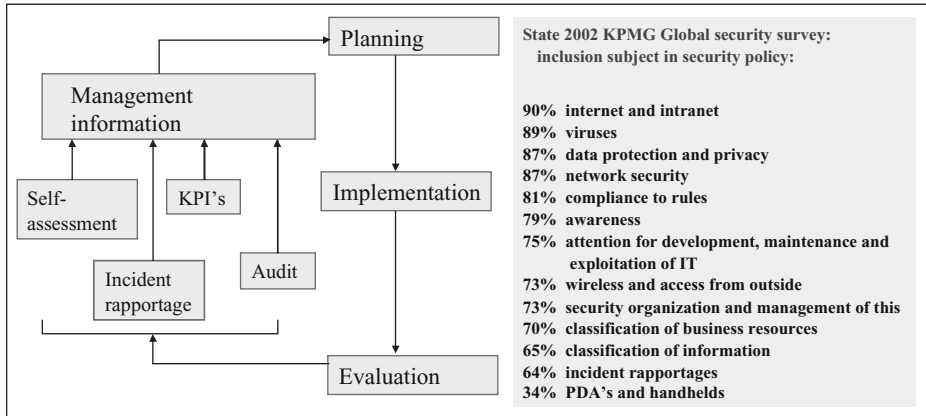 Planning
Management
information
Self-
assessment
KPI's
Implementation
Incident
rapportage
Audit
Evaluation
State 2002 KPMG Global security survey:
inclusion subject in security policy:
90% internet and intranet
89% viruses
87% data protection and privacy
87% network security
81% compliance to rules
79% awareness
75% attention for development, maintenance and
exploitation of IT
73% wireless and access from outside
73% security organization and management of this
70% classification of business resources
65% classification of information
64% incident rapportages
34% PDA's and handhelds